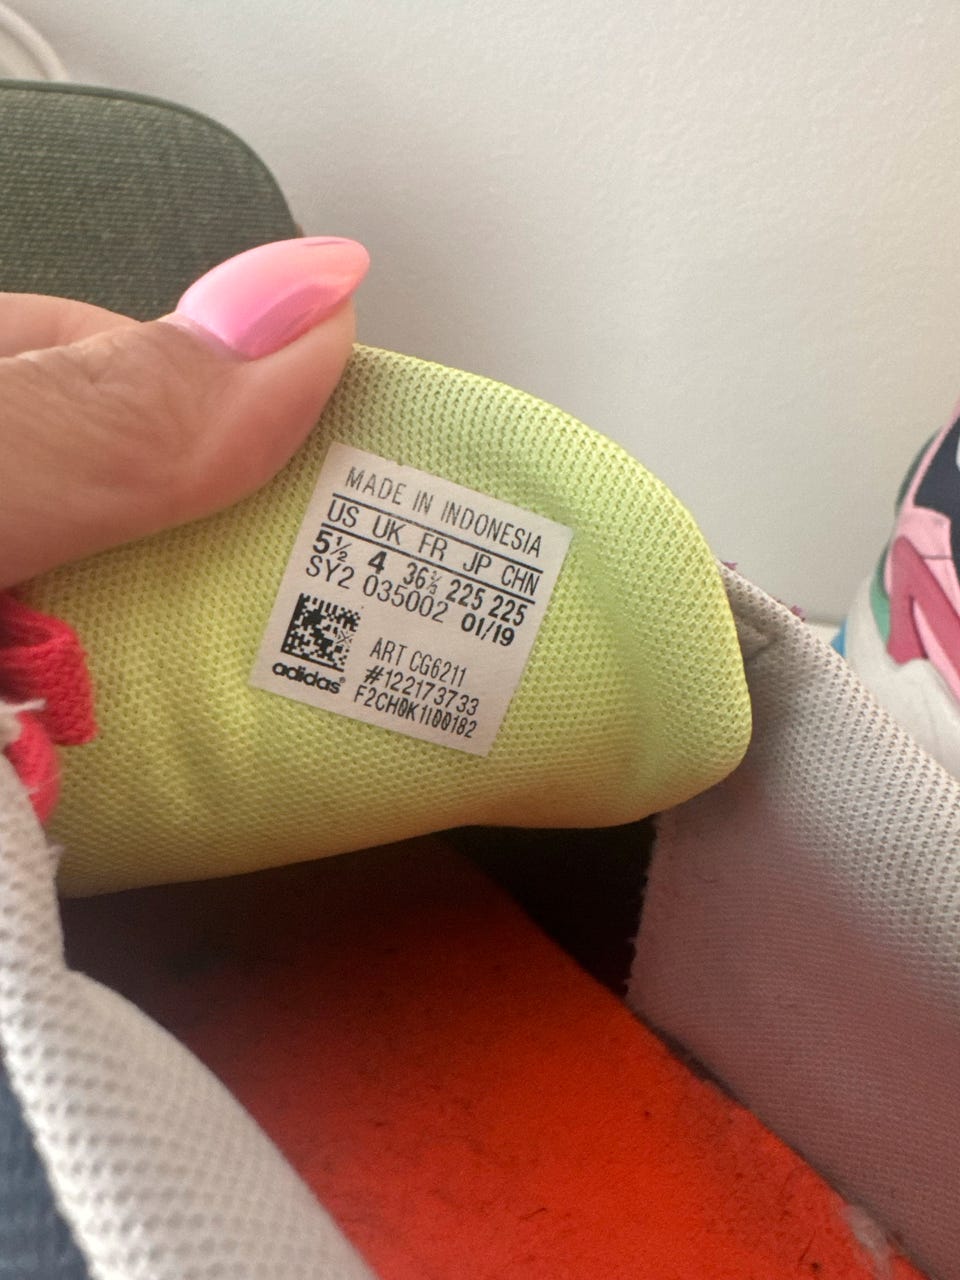 MADE IN INDONESIA
US UK FR JP CHN
5½ 4 36⅔ 225 225
SY2 035002 01/19
ART CG6211
#122173733
F2CH0K1I00182
adidas®